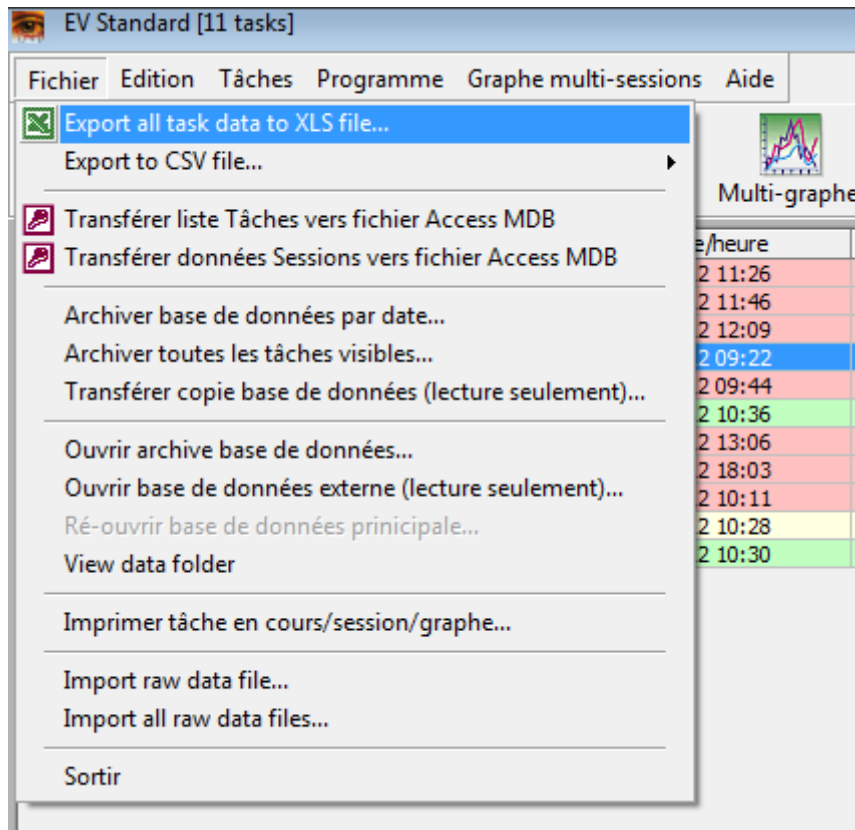 EV Standard [11 tasks]
Fichier Edition Tâches Programme Graphe multi-sessions Aide
Export all task data to XLS file...
Export to CSV file...
Multi-graphe
Transférer liste Tâches vers fichier Access MDB
Transférer données Sessions vers fichier Access MDB
Archiver base de données par date...
Archiver toutes les tâches visibles...
Transférer copie base de données (lecture seulement)...
Ouvrir archive base de données...
Ouvrir base de données externe (lecture seulement)...
Ré-ouvrir base de données prinicipale...
View data folder
Imprimer tâche en cours/session/graphe...
Import raw data file...
Import all raw data files...
Sortir
e/heure
2 11:26
2 11:46
2 12:09
2 09:22
2 09:44
2 10:36
2 13:06
2 18:03
2 10:11
2 10:28
2 10:30